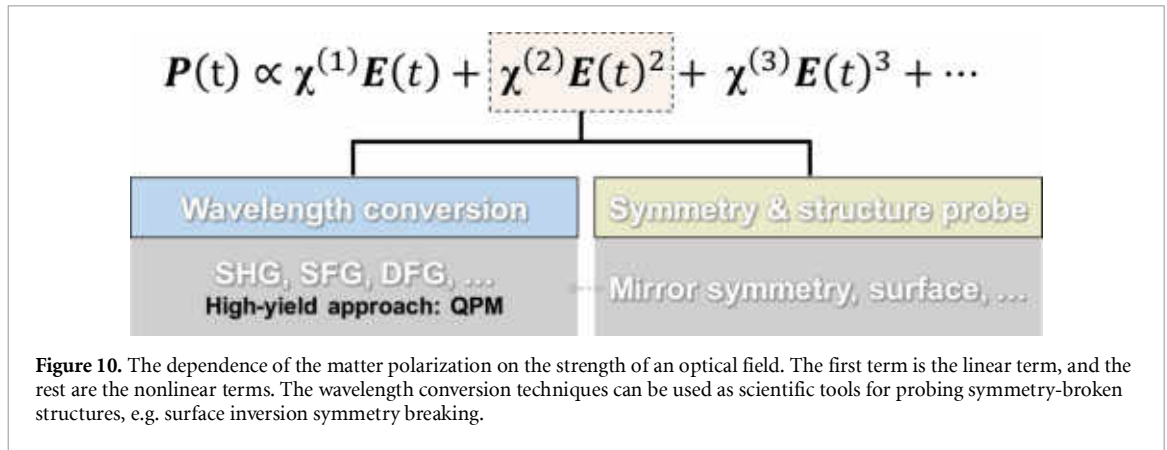 P(t) ∝ χ⁽¹⁾E(t) + χ⁽²⁾E(t)² + χ⁽³⁾E(t)³ + ⋯
Wavelength conversion
SHG, SFG, DFG, ...
High-yield approach: QPM
Symmetry & structure probe
Mirror symmetry, surface, ...
Figure 10. The dependence of the matter polarization on the strength of an optical field. The first term is the linear term, and the
rest are the nonlinear terms. The wavelength conversion techniques can be used as scientific tools for probing symmetry-broken
structures, e.g. surface inversion symmetry breaking.